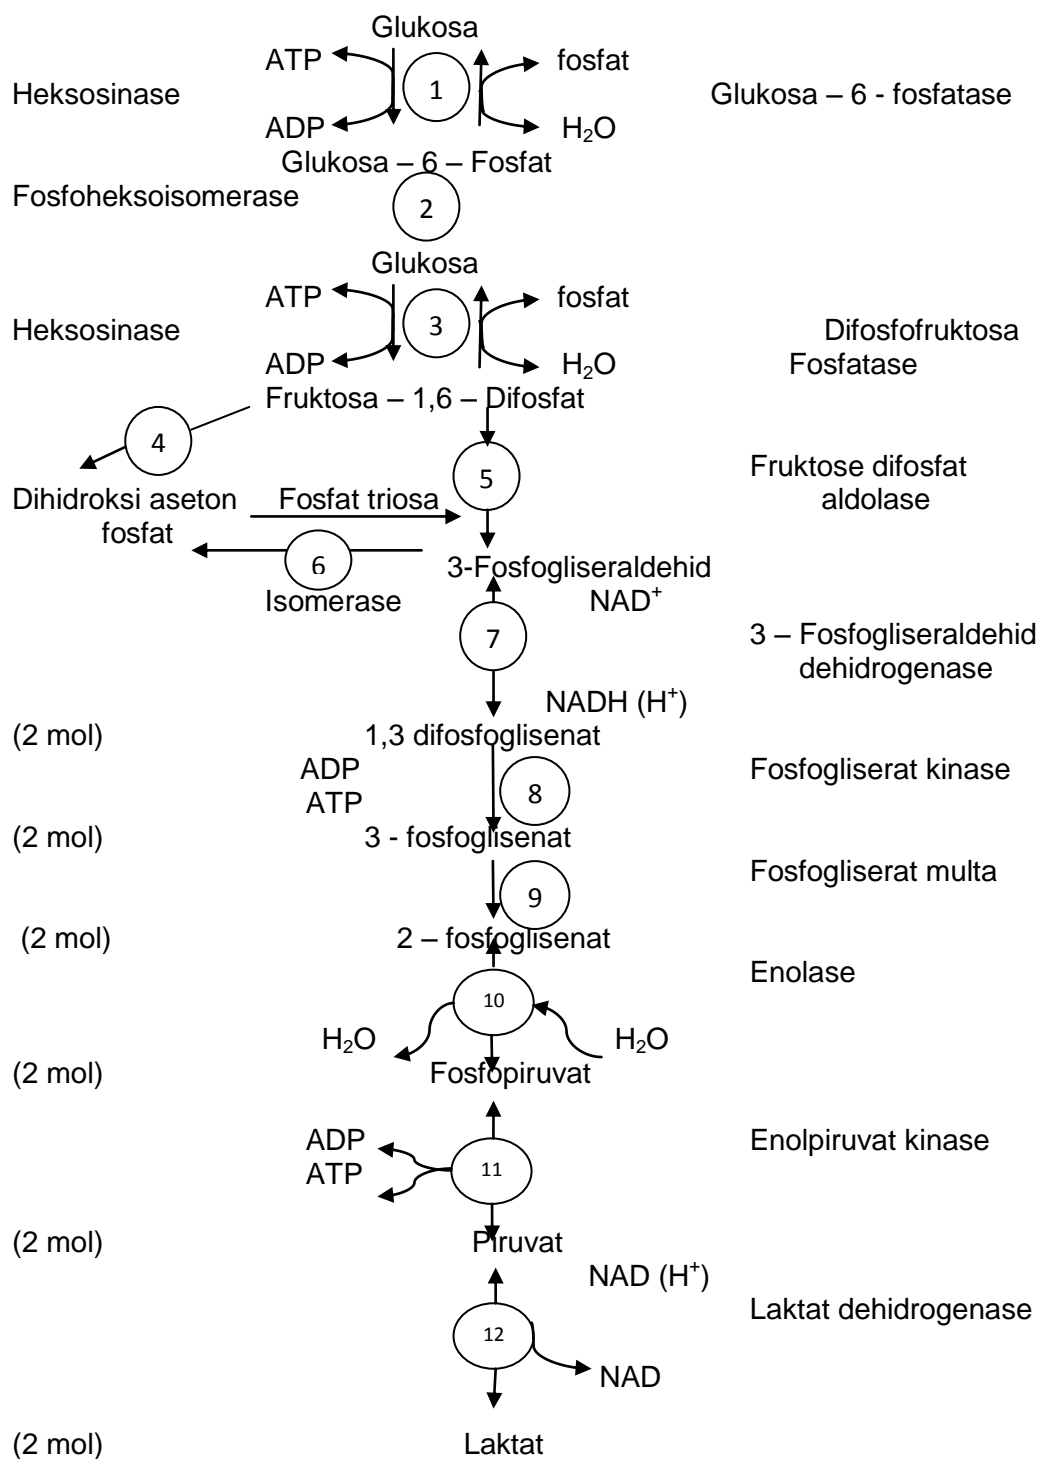 Glukosa
ATP
fosfat
Heksosinase
1
Glukosa – 6 - fosfatase
ADP
H₂O
Glukosa – 6 – Fosfat
Fosfoheksoisomerase
2
Glukosa
ATP
fosfat
Heksosinase
3
Difosfofruktosa
Fosfatase
ADP
H₂O
Fruktosa – 1,6 – Difosfat
4
5
Fruktose difosfat
aldolase
Dihidroksi aseton
fosfat
Fosfat triosa
6
Isomerase
3-Fosfogliseraldehid
NAD⁺
7
3 – Fosfogliseraldehid
dehidrogenase
NADH (H⁺)
(2 mol)
1,3 difosfoglisenat
ADP
ATP
8
Fosfogliserat kinase
(2 mol)
3 - fosfoglisenat
9
Fosfogliserat multa
(2 mol)
2 – fosfoglisenat
Enolase
10
H₂O
H₂O
(2 mol)
Fosfopiruvat
ADP
ATP
11
Enolpiruvat kinase
(2 mol)
Piruvat
NAD (H⁺)
Laktat dehidrogenase
12
NAD
(2 mol)
Laktat